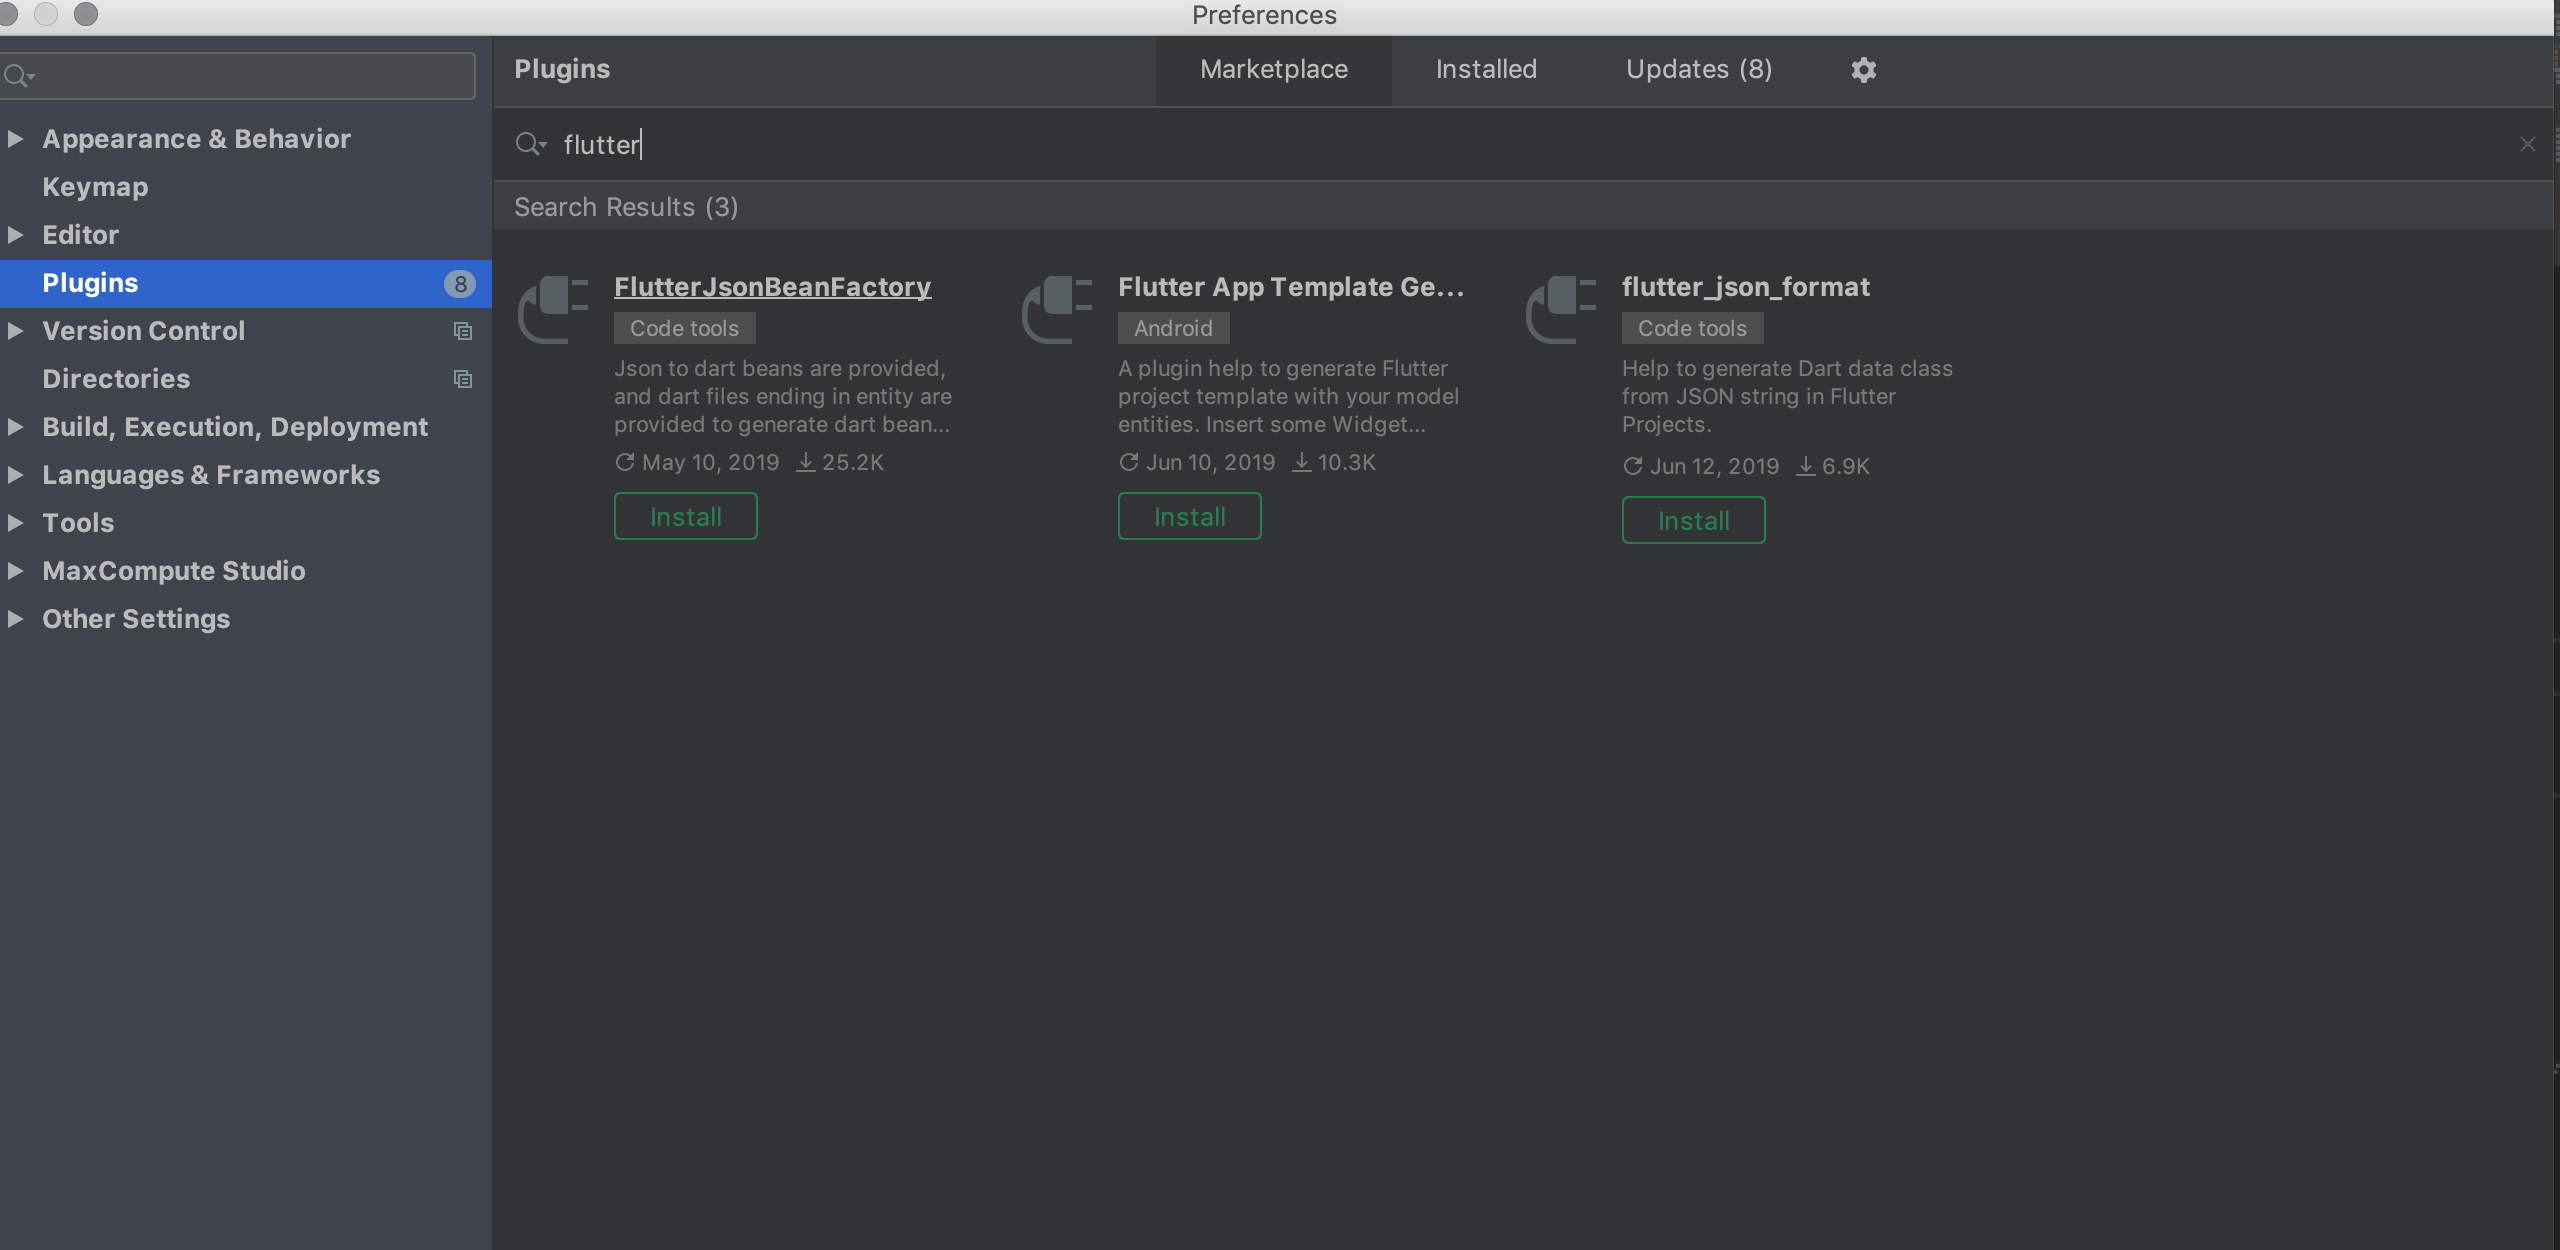 Preferences
Plugins
Marketplace
Installed
Updates (8)
flutter
Search Results (3)
Appearance & Behavior
Keymap
Editor
Plugins 8
Version Control
Directories
Build, Execution, Deployment
Languages & Frameworks
Tools
MaxCompute Studio
Other Settings
FlutterJsonBeanFactory
Code tools
Json to dart beans are provided,
and dart files ending in entity are
provided to generate dart bean...
May 10, 2019 25.2K
Install
Flutter App Template Ge...
Android
A plugin help to generate Flutter
project template with your model
entities. Insert some Widget...
Jun 10, 2019 10.3K
Install
flutter_json_format
Code tools
Help to generate Dart data class
from JSON string in Flutter
Projects.
Jun 12, 2019 6.9K
Install